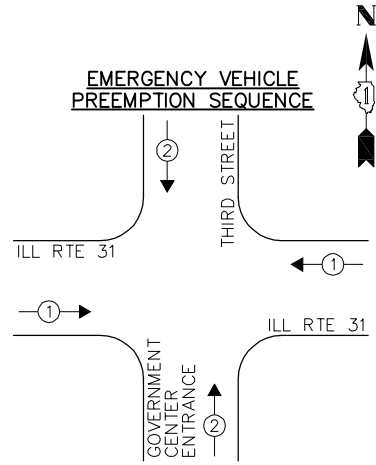 N
EMERGENCY VEHICLE
PREEMPTION SEQUENCE
1
2
THIRD STREET
ILL RTE 31
1
1
ILL RTE 31
GOVERNMENT
CENTER
ENTRANCE
2